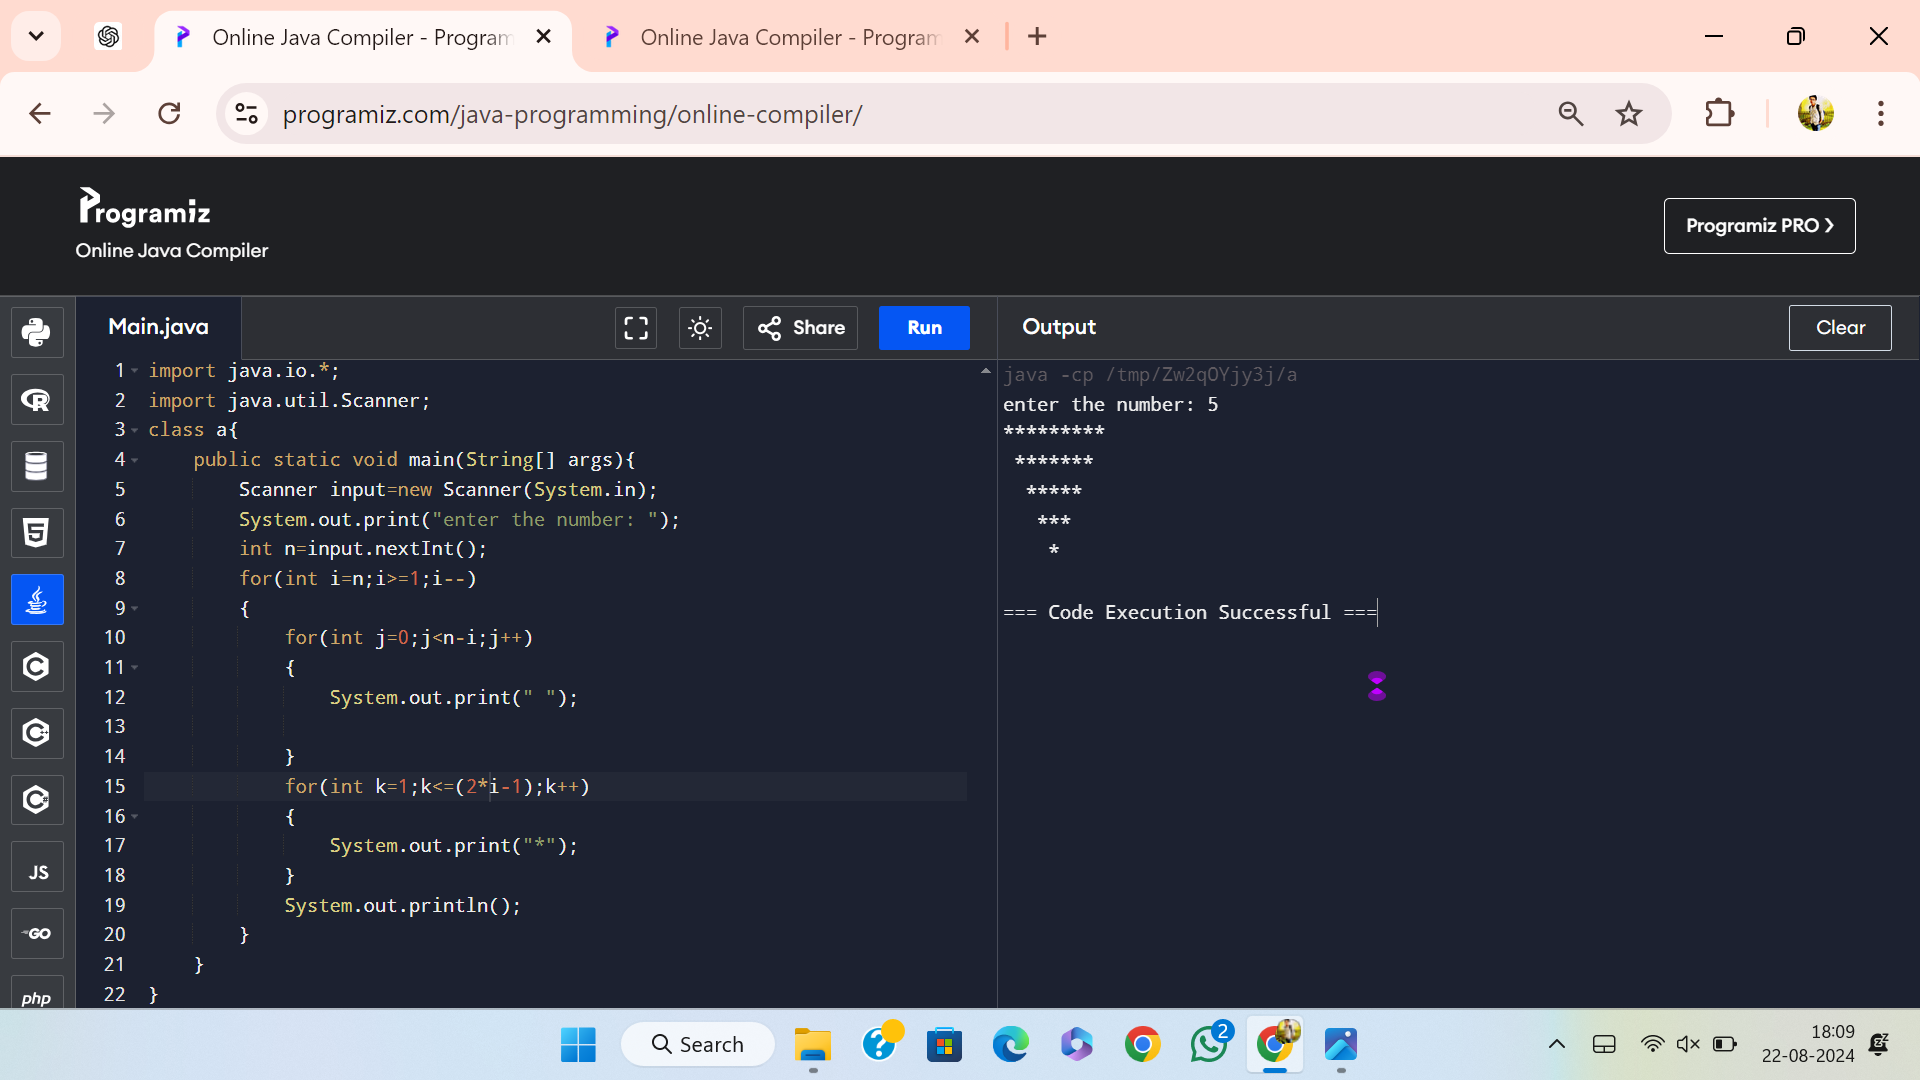 Online Java Compiler - Program
Online Java Compiler - Program
programiz.com/java-programming/online-compiler/
Programiz
Online Java Compiler
Programiz PRO ❯
Main.java
Share
Run
Output
Clear
1 import java.io.*;
2 import java.util.Scanner;
3 class a{
4 public static void main(String[] args){
5 Scanner input=new Scanner(System.in);
6 System.out.print("enter the number: ");
7 int n=input.nextInt();
8 for(int i=n;i>=1;i--)
9 {
10 for(int j=0;j<n-i;j++)
11 {
12 System.out.print(" ");
13
14 }
15 for(int k=1;k<=(2*i-1);k++)
16 {
17 System.out.print("*");
18 }
19 System.out.println();
20 }
21 }
22 }
java -cp /tmp/Zw2qOYjy3j/a
enter the number: 5
*********
 *******
  *****
   ***
    *
=== Code Execution Successful ===
JS
GO
php
Search
2
18:09
22-08-2024